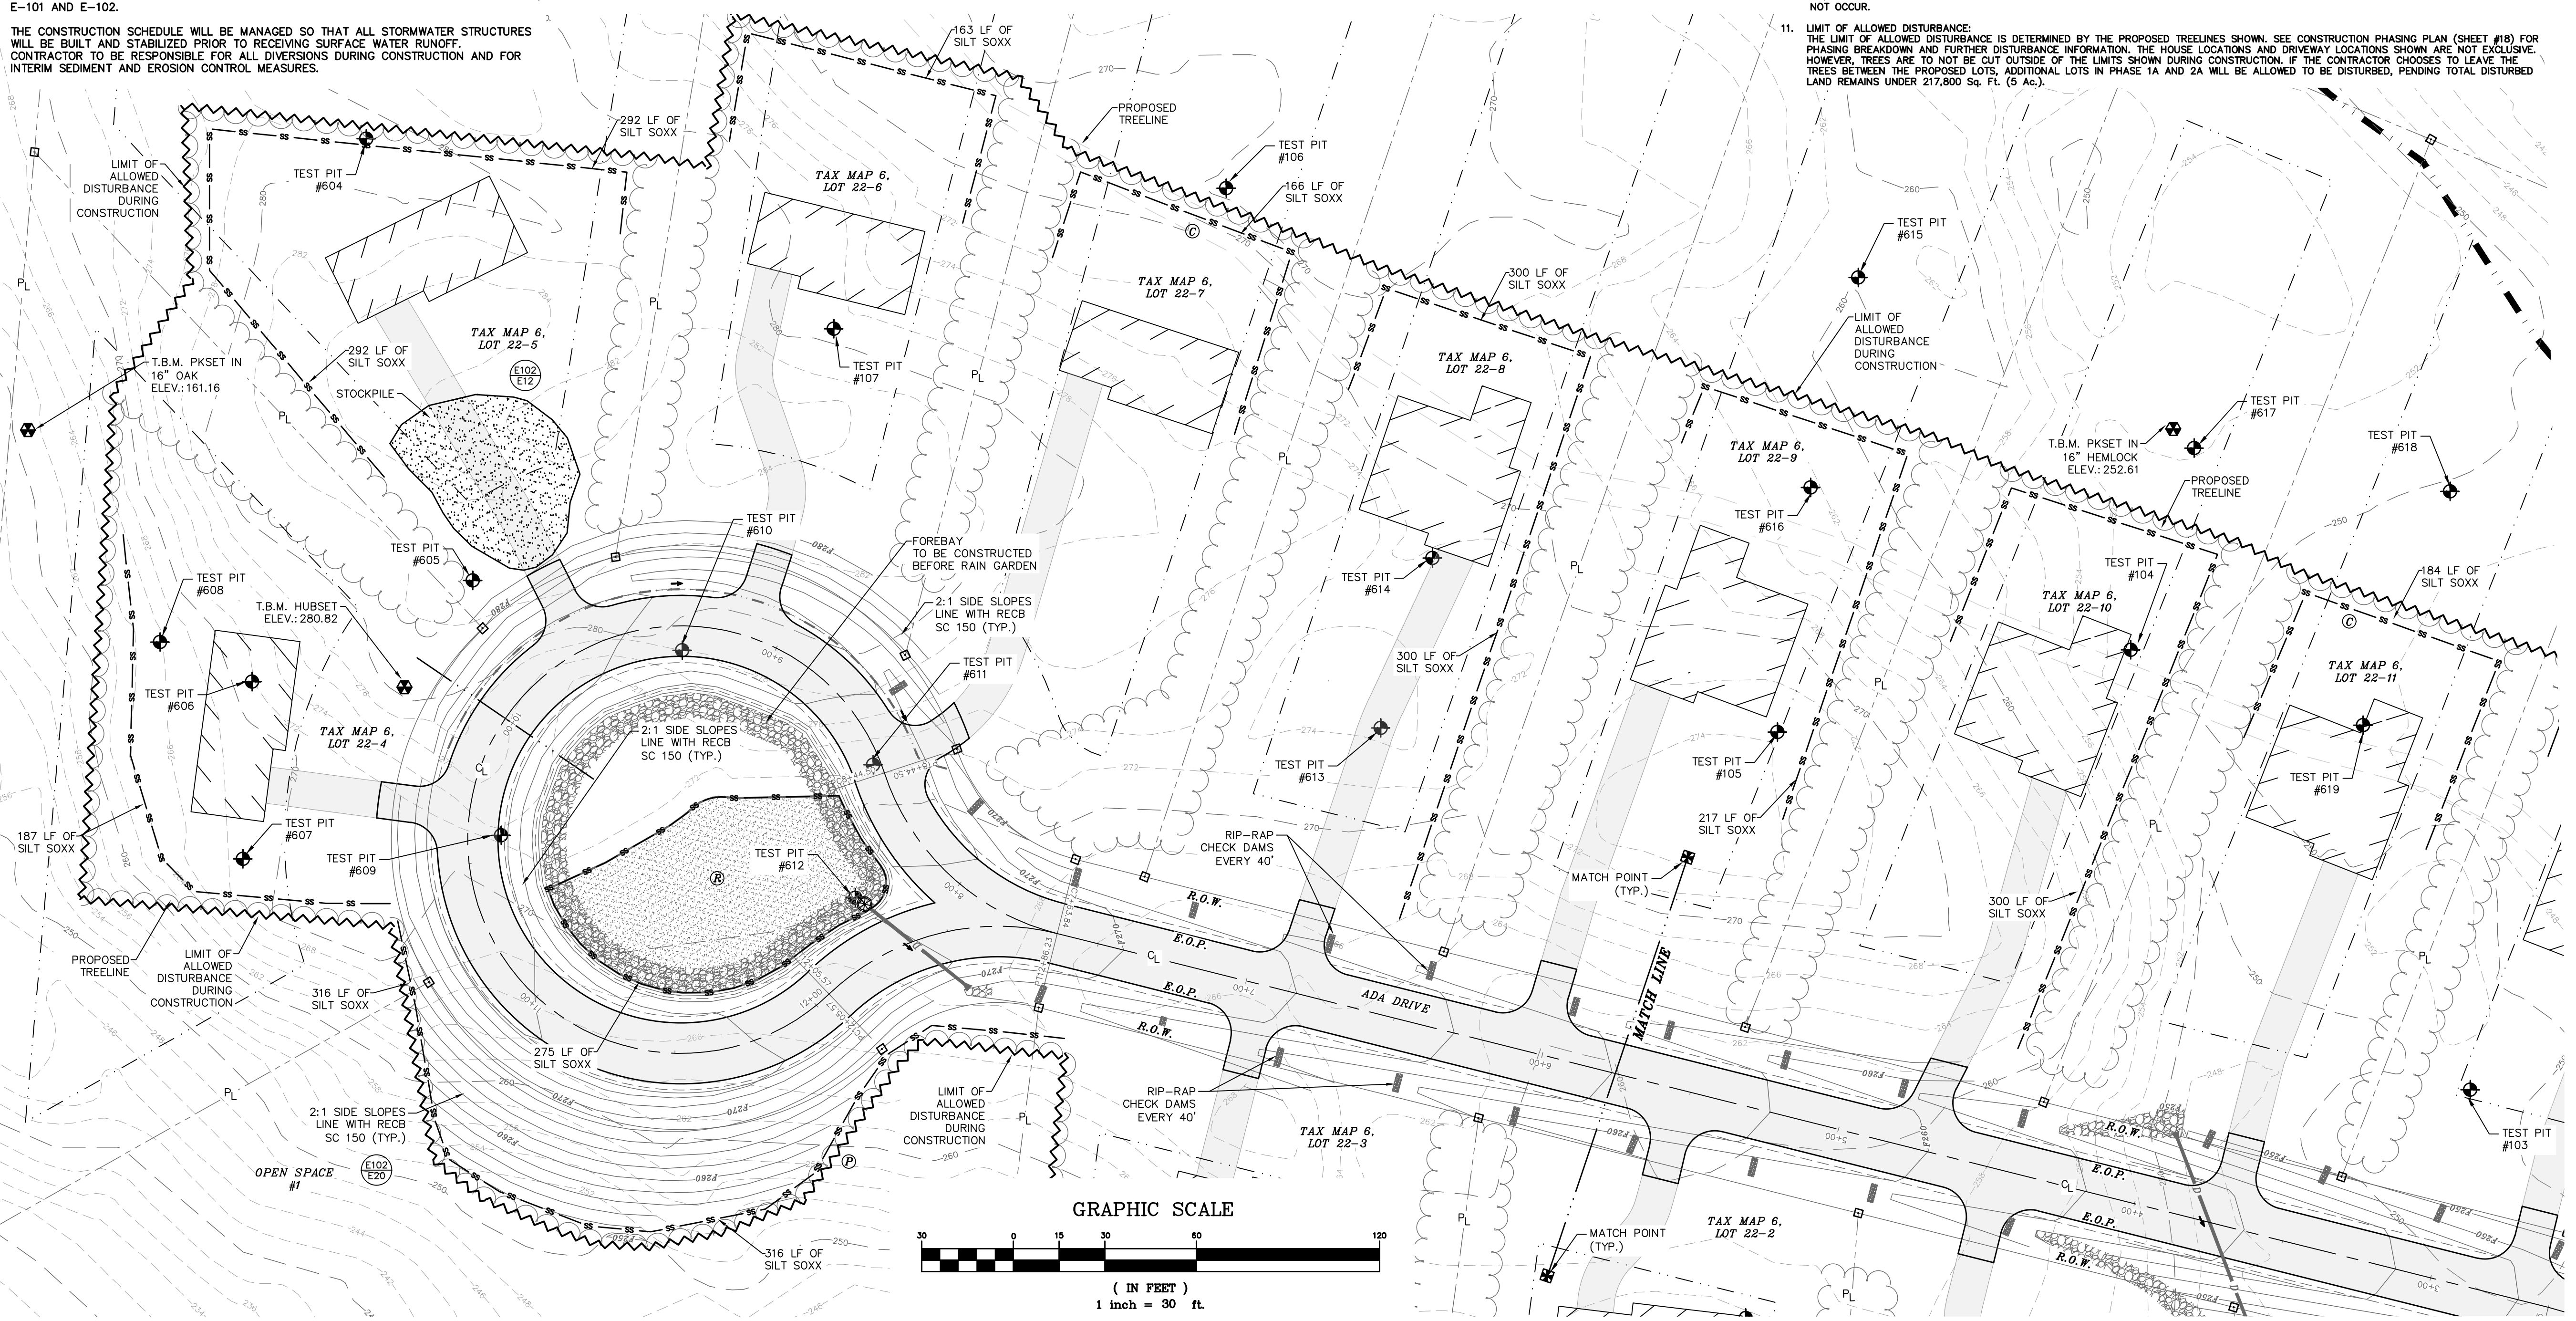 E-101 AND E-102.
THE CONSTRUCTION SCHEDULE WILL BE MANAGED SO THAT ALL STORMWATER STRUCTURES
WILL BE BUILT AND STABILIZED PRIOR TO RECEIVING SURFACE WATER RUNOFF.
CONTRACTOR TO BE RESPONSIBLE FOR ALL DIVERSIONS DURING CONSTRUCTION AND FOR
INTERIM SEDIMENT AND EROSION CONTROL MEASURES.
NOT OCCUR.
11. LIMIT OF ALLOWED DISTURBANCE:
THE LIMIT OF ALLOWED DISTURBANCE IS DETERMINED BY THE PROPOSED TREELINES SHOWN. SEE CONSTRUCTION PHASING PLAN (SHEET #18) FOR
PHASING BREAKDOWN AND FURTHER DISTURBANCE INFORMATION. THE HOUSE LOCATIONS AND DRIVEWAY LOCATIONS SHOWN ARE NOT EXCLUSIVE.
HOWEVER, TREES ARE TO NOT BE CUT OUTSIDE OF THE LIMITS SHOWN DURING CONSTRUCTION. IF THE CONTRACTOR CHOOSES TO LEAVE THE
TREES BETWEEN THE PROPOSED LOTS, ADDITIONAL LOTS IN PHASE 1A AND 2A WILL BE ALLOWED TO BE DISTURBED, PENDING TOTAL DISTURBED
LAND REMAINS UNDER 217,800 Sq. Ft. (5 Ac.).
163 LF OF
SILT SOXX
292 LF OF
SILT SOXX
PROPOSED
TREELINE
TEST PIT
#106
166 LF OF
SILT SOXX
LIMIT OF
ALLOWED
DISTURBANCE
DURING
CONSTRUCTION
TEST PIT
#604
TAX MAP 6,
LOT 22-6
TEST PIT
#615
300 LF OF
SILT SOXX
TAX MAP 6,
LOT 22-7
C
LIMIT OF
ALLOWED
DISTURBANCE
DURING
CONSTRUCTION
TAX MAP 6,
LOT 22-5
E102
E12
292 LF OF
SILT SOXX
T.B.M. PKSET IN
16" OAK
ELEV.:161.16
STOCKPILE
TEST PIT
#107
TAX MAP 6,
LOT 22-8
TEST PIT
#617
T.B.M. PKSET IN
16" HEMLOCK
ELEV.:252.61
TEST PIT
#618
TAX MAP 6,
LOT 22-9
PROPOSED
TREELINE
TEST PIT
#616
TEST PIT
#610
FOREBAY
TO BE CONSTRUCTED
BEFORE RAIN GARDEN
TEST PIT
#605
TEST PIT
#608
T.B.M. HUBSET
ELEV.:280.82
2:1 SIDE SLOPES
LINE WITH RECB
SC 150 (TYP.)
TEST PIT
#614
TEST PIT
#104
184 LF OF
SILT SOXX
TAX MAP 6,
LOT 22-10
C
TEST PIT
#611
300 LF OF
SILT SOXX
TAX MAP 6,
LOT 22-11
TEST PIT
#606
TAX MAP 6,
LOT 22-4
2:1 SIDE SLOPES
LINE WITH RECB
SC 150 (TYP.)
TEST PIT
#613
TEST PIT
#105
TEST PIT
#619
187 LF OF
SILT SOXX
TEST PIT
#607
TEST PIT
#609
TEST PIT
#612
R
RIP-RAP
CHECK DAMS
EVERY 40'
217 LF OF
SILT SOXX
MATCH POINT
(TYP.)
300 LF OF
SILT SOXX
R.O.W.
E.O.P.
PROPOSED
TREELINE
LIMIT OF
ALLOWED
DISTURBANCE
DURING
CONSTRUCTION
316 LF OF
SILT SOXX
E.O.P.
R.O.W.
ADA DRIVE
MATCH LINE
275 LF OF
SILT SOXX
LIMIT OF
ALLOWED
DISTURBANCE
DURING
CONSTRUCTION
RIP-RAP
CHECK DAMS
EVERY 40'
2:1 SIDE SLOPES
LINE WITH RECB
SC 150 (TYP.)
TAX MAP 6,
LOT 22-3
R.O.W.
E.O.P.
TEST PIT
#103
OPEN SPACE
#1
E102
E20
P
GRAPHIC SCALE
30 0 15 30 60 120
( IN FEET )
1 inch = 30 ft.
316 LF OF
SILT SOXX
MATCH POINT
(TYP.)
TAX MAP 6,
LOT 22-2
E.O.P.
R.O.W.